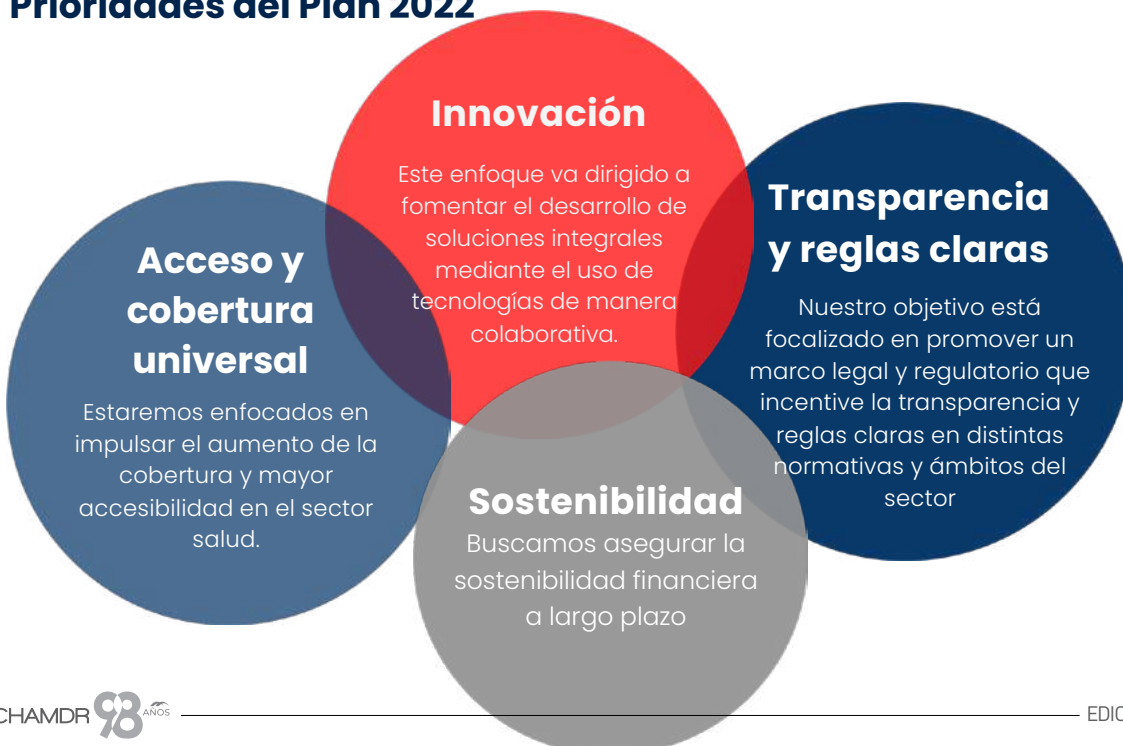 Prioridades del Plan 2022
Innovación
Este enfoque va dirigido a
fomentar el desarrollo de
soluciones integrales
mediante el uso de
tecnologías de manera
colaborativa.
Acceso y
cobertura
universal
Estaremos enfocados en
impulsar el aumento de la
cobertura y mayor
accesibilidad en el sector
salud.
Transparencia
y reglas claras
Nuestro objetivo está
focalizado en promover un
marco legal y regulatorio que
incentive la transparencia y
reglas claras en distintas
normativas y ámbitos del
sector
Sostenibilidad
Buscamos asegurar la
sostenibilidad financiera
a largo plazo
CHAMDR 98 AÑOS
EDIC